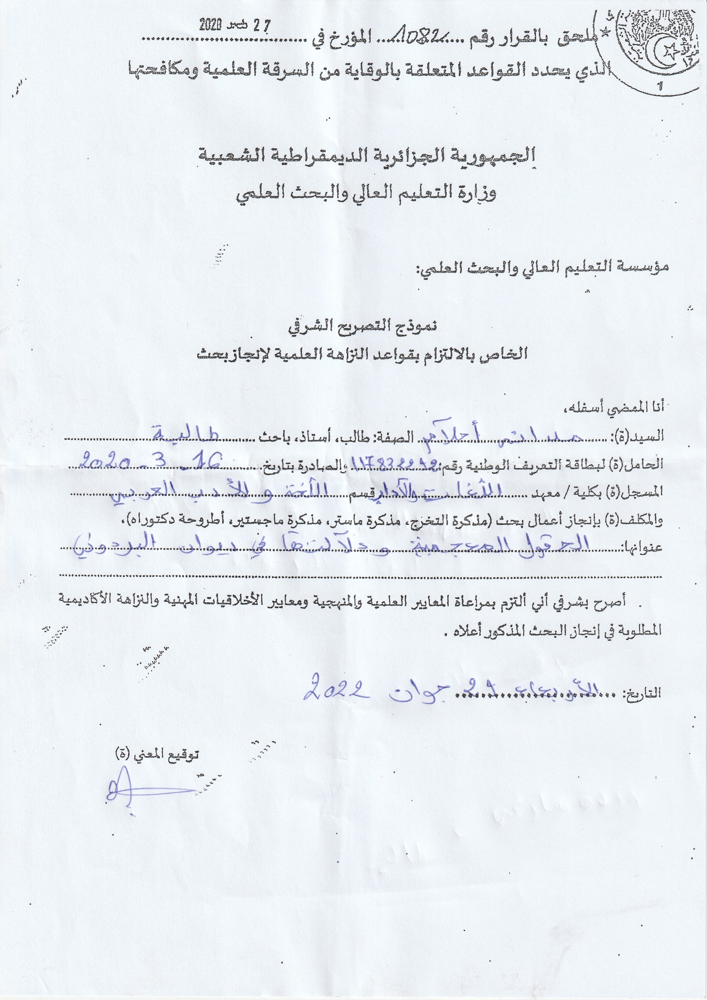 ملحق بالقرار رقم ....1082.... المؤرخ في 27 ديسمبر 2020
الذي يحدد القواعد المتعلقة بالوقاية من السرقة العلمية ومكافحتها
1
الجمهورية الجزائرية الديمقراطية الشعبية
وزارة التعليم العالي والبحث العلمي
مؤسسة التعليم العالي والبحث العلمي:
نموذج التصريح الشرفي
الخاص بالالتزام بقواعد النزاهة العلمية لإنجاز بحث
أنا الممضي أسفله،
السيد(ة): أحلام الصفة: طالب، أستاذ، باحث طالبة
الحامل(ة) لبطاقة التعريف الوطنية رقم: والصادرة بتاريخ 16 - 3 - 2020
المسجل(ة) بكلية / معهد اللغات والآداب قسم اللغة والأدب العربي
والمكلف(ة) بإنجاز أعمال بحث (مذكرة التخرج، مذكرة ماستر، مذكرة ماجستير، أطروحة دكتوراه).
عنوانها: الحقول المعجمية ودلالتها في ديوان البردوني
أصرح بشرفي أني ألتزم بمراعاة المعايير العلمية والمنهجية ومعايير الأخلاقيات المهنية والنزاهة الأكاديمية
المطلوبة في إنجاز البحث المذكور أعلاه .
التاريخ: الأربعاء 29 جوان 2022
توقيع المعني (ة)